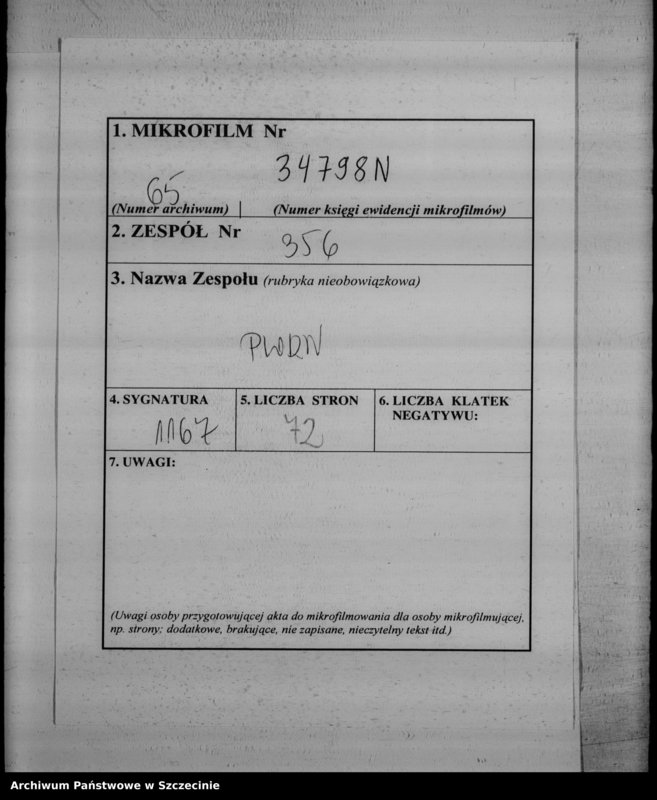 1. MIKROFILM Nr
65 34798N
(Numer archiwum) | (Numer księgi ewidencji mikrofilmów)
2. ZESPÓŁ Nr
356
3. Nazwa Zespołu (rubryka nieobowiązkowa)
PWRN
4. SYGNATURA 5. LICZBA STRON 6. LICZBA KLATEK
NEGATYWU:
1167 72
7. UWAGI:
(Uwagi osoby przygotowującej akta do mikrofilmowania dla osoby mikrofilmującej,
np. strony: dodatkowe, brakujące, nie zapisane, nieczytelny tekst itd.)
Archiwum Państwowe w Szczecinie